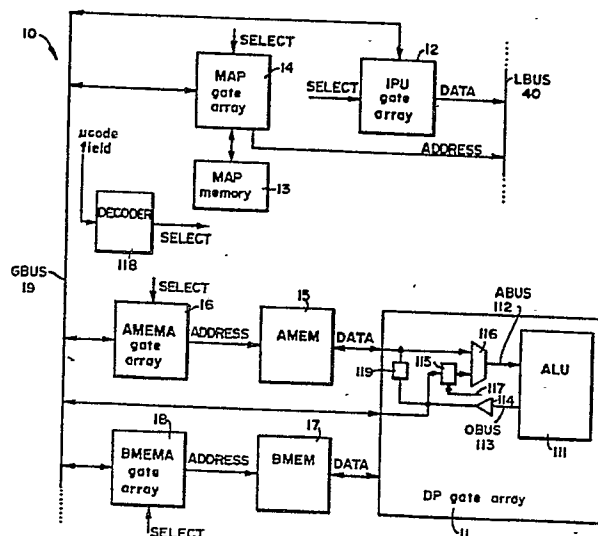 10
SELECT
MAP
gate
array
14
12
SELECT
IPU
gate
array
DATA
LBUS
40
μcode
field
ADDRESS
MAP
memory
13
DECODER
SELECT
118
GBUS
19
SELECT
16
AMEMA
gate
array
ADDRESS
15
AMEM
DATA
ABUS
112
116
119
115
117
114
OBUS
113
ALU
111
18
BMEMA
gate
array
ADDRESS
17
BMEM
DATA
SELECT
DP gate array
11